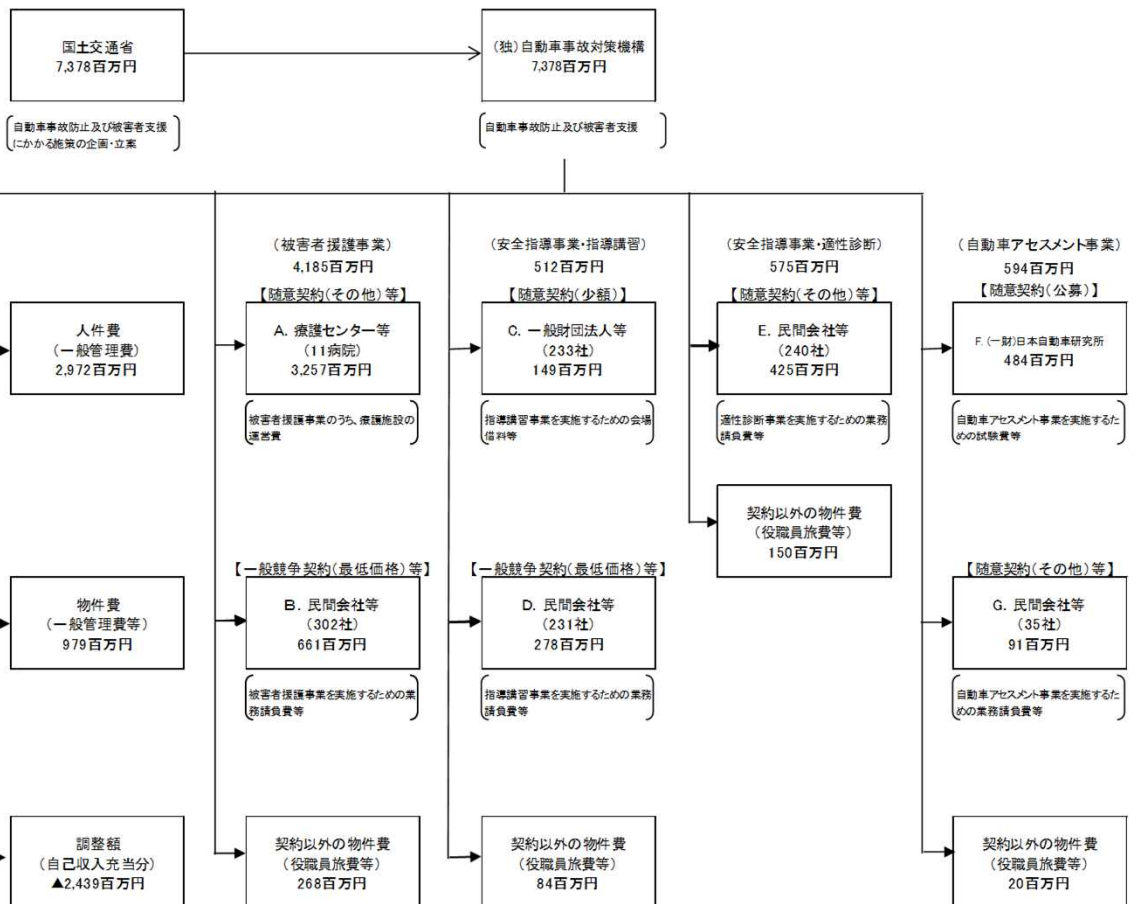 国土交通省
7,378百万円
(独)自動車事故対策機構
7,378百万円
自動車事故防止及び被害者支援
にかかる施策の企画・立案
自動車事故防止及び被害者支援
(被害者援護事業)
4,185百万円
(安全指導事業・指導講習)
512百万円
(安全指導事業・適性診断)
575百万円
(自動車アセスメント事業)
594百万円
【随意契約(その他)等】
【随意契約(少額)】
【随意契約(その他)等】
【随意契約(公募)】
人件費
(一般管理費)
2,972百万円
A. 療護センター等
(11病院)
3,257百万円
C. 一般財団法人等
(233社)
149百万円
E. 民間会社等
(240社)
425百万円
F. (一財)日本自動車研究所
484百万円
被害者援護事業のうち、療護施設の
運営費
指導講習事業を実施するための会場
借料等
適性診断事業を実施するための業務
請負費等
自動車アセスメント事業を実施するた
めの試験費等
契約以外の物件費
(役職員旅費等)
150百万円
【一般競争契約(最低価格)等】
【一般競争契約(最低価格)等】
【随意契約(その他)等】
物件費
(一般管理費等)
979百万円
B. 民間会社等
(302社)
661百万円
D. 民間会社等
(231社)
278百万円
G. 民間会社等
(35社)
91百万円
被害者援護事業を実施するための業
務請負費等
指導講習事業を実施するための業務
請負費等
自動車アセスメント事業を実施するた
めの業務請負費等
調整額
(自己収入充当分)
▲2,439百万円
契約以外の物件費
(役職員旅費等)
268百万円
契約以外の物件費
(役職員旅費等)
84百万円
契約以外の物件費
(役職員旅費等)
20百万円